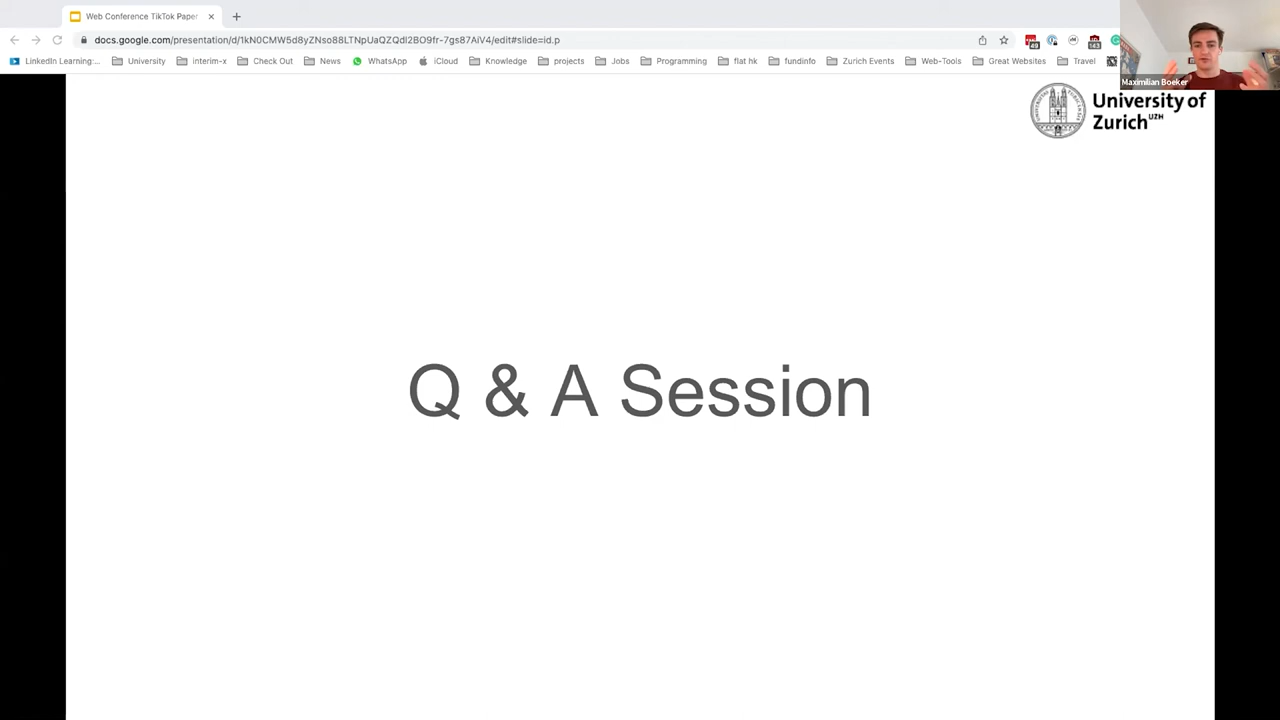 Web Conference TikTok Paper
docs.google.com/presentation/d/1kN0CMW5d8yZNso88LTNpUaQZQdl2BO9fr-7gs87AiV4/edit#slide=id.p
LinkedIn Learning:... University interim-x Check Out News WhatsApp iCloud Knowledge projects Jobs Programming flat hk fundinfo Zurich Events Web-Tools Great Websites Travel
Maximilian Boeker
University of
Zurich UZH
Q & A Session